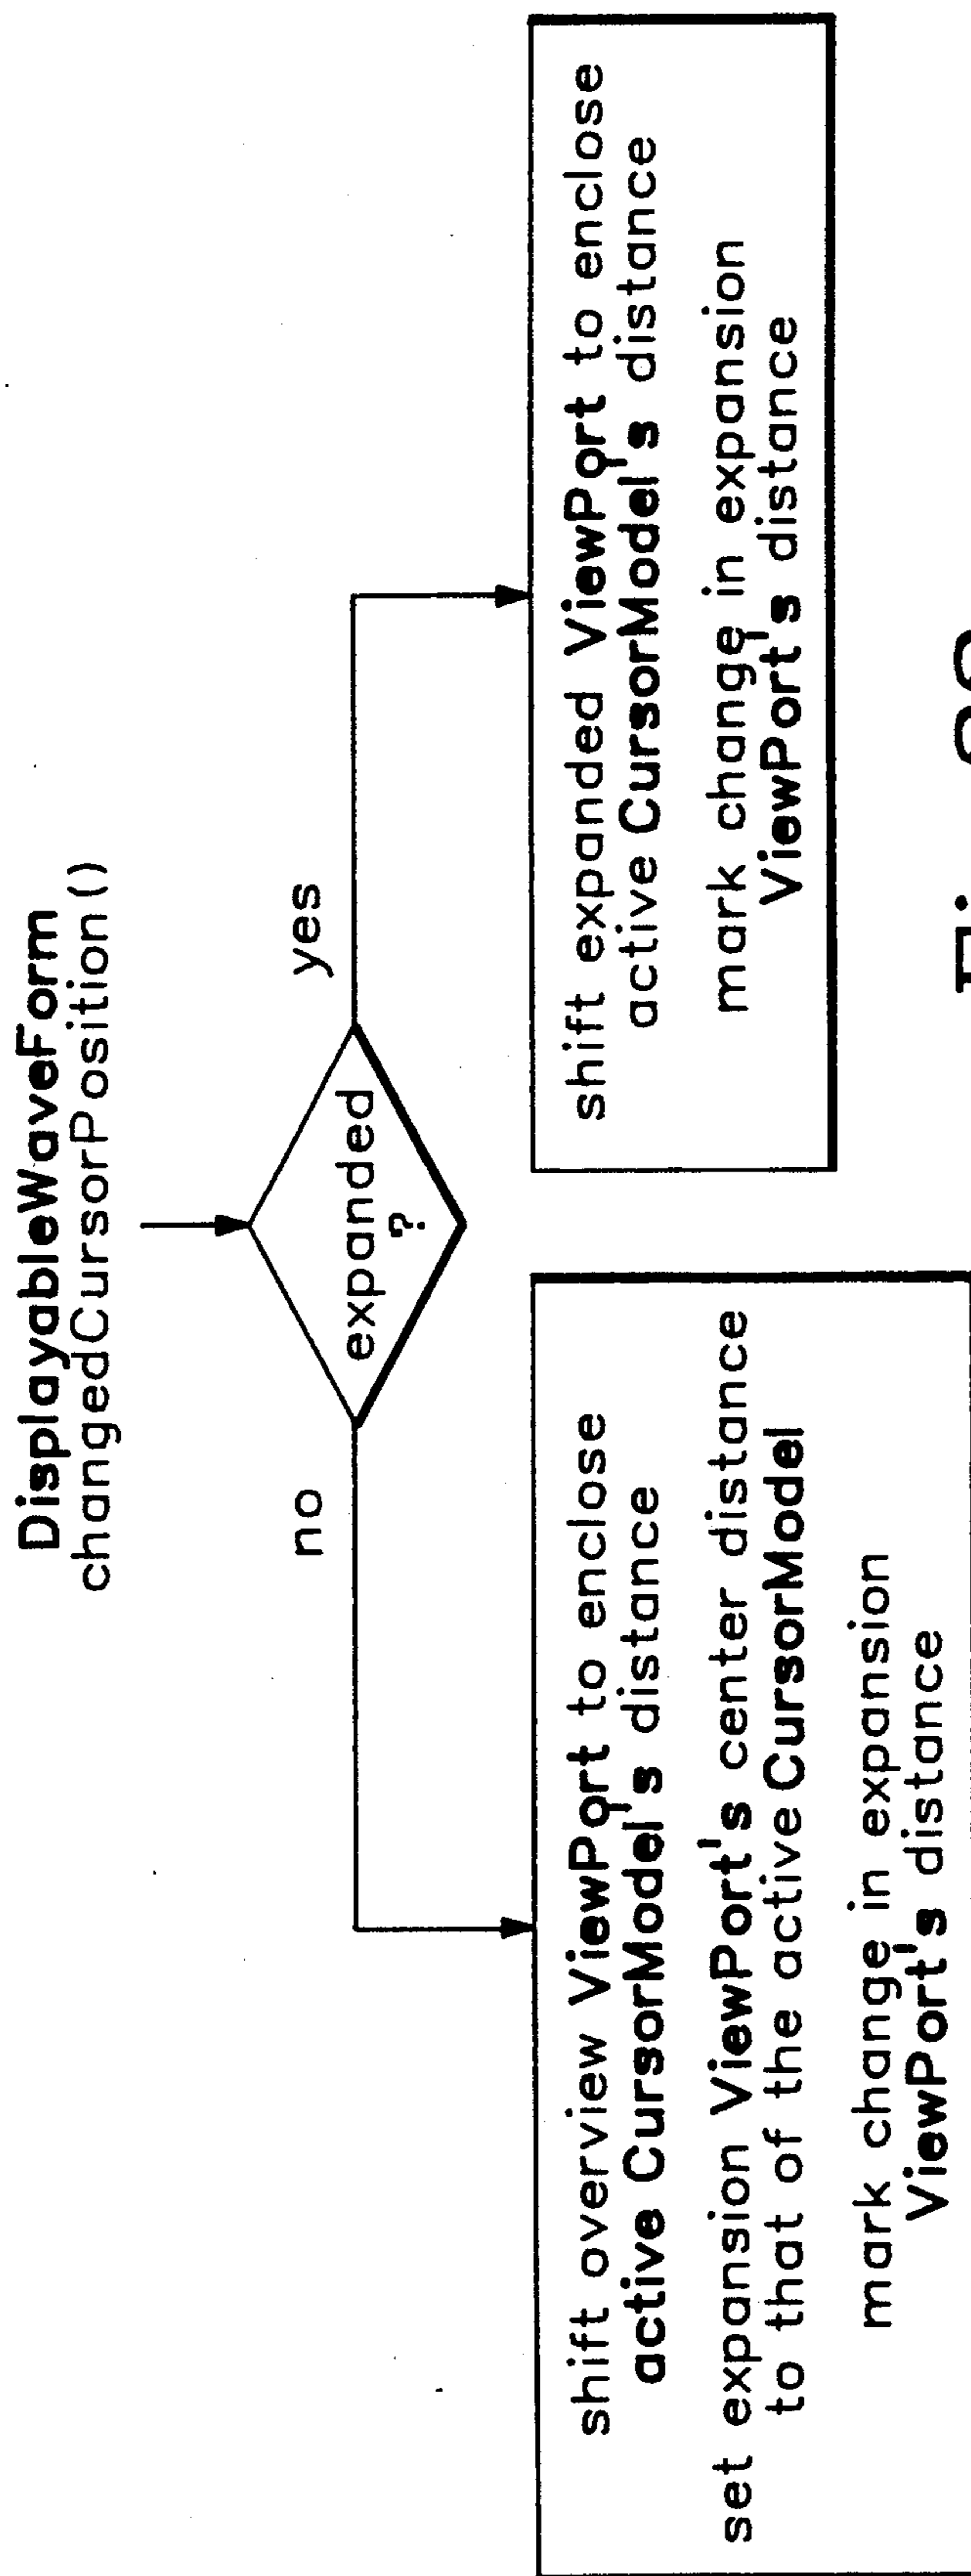 DisplayableWaveForm
changedCursorPosition()
expanded
?
no
yes
shift overview ViewPort to enclose
active CursorModel's distance
set expansion ViewPort's center distance
to that of the active CursorModel
mark change in expansion
ViewPort's distance
shift expanded ViewPort to enclose
active CursorModel's distance
mark change in expansion
ViewPort's distance